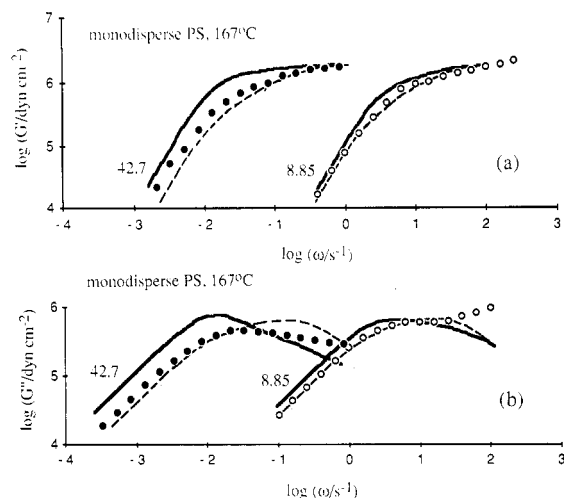 monodisperse PS, 167°C
log (G'/dyn cm-2)
7
6
5
4
42.7
8.85
(a)
-4 -3 -2 -1 0 1 2 3
log (ω/s-1)
monodisperse PS, 167°C
log (G''/dyn cm-2)
6
5
4
42.7
8.85
(b)
-4 -3 -2 -1 0 1 2 3
log (ω/s-1)